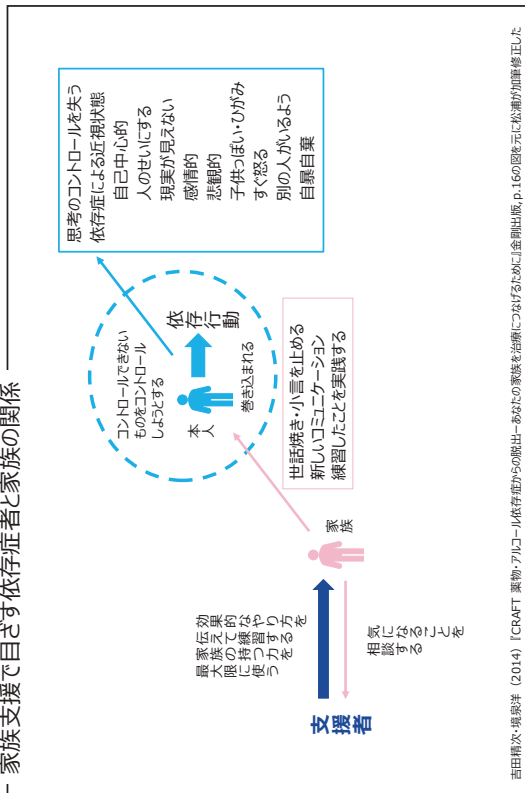 家族支援で目ざす依存症者と家族の関係
思考のコントロールを失う
依存症による近視状態
自己中心的
人のせいにする
現実が見えない
感情的
悲観的
子供っぽい・ひがみ
すぐ怒る
別の人がいるよう
自暴自棄
コントロールできない
ものをコントロール
しようとする
本人
依存行動
巻き込まれる
世話焼き・小言を止める
新しいコミュニケーション
練習したことを実践する
家族
効果的なやり方を
伝えて練習する
家族の持つ力を
最大限に使う
支援者
気になることを
相談する
吉田精次・境泉洋（2014）『CRAFT 薬物・アルコール依存症からの脱出－あなたの家族を治療につなげるために』金剛出版,p.16の図を元に松浦が加筆修正した